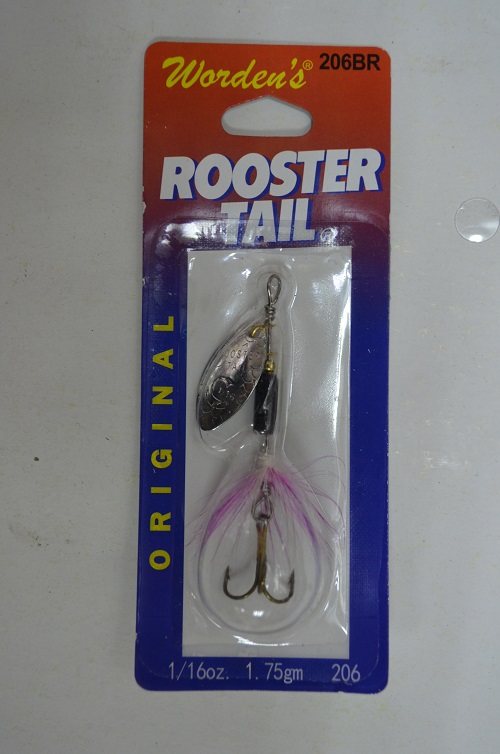 Worden's® 206BR
ROOSTER
TAIL®
ORIGINAL
1/16oz. 1.75gm 206